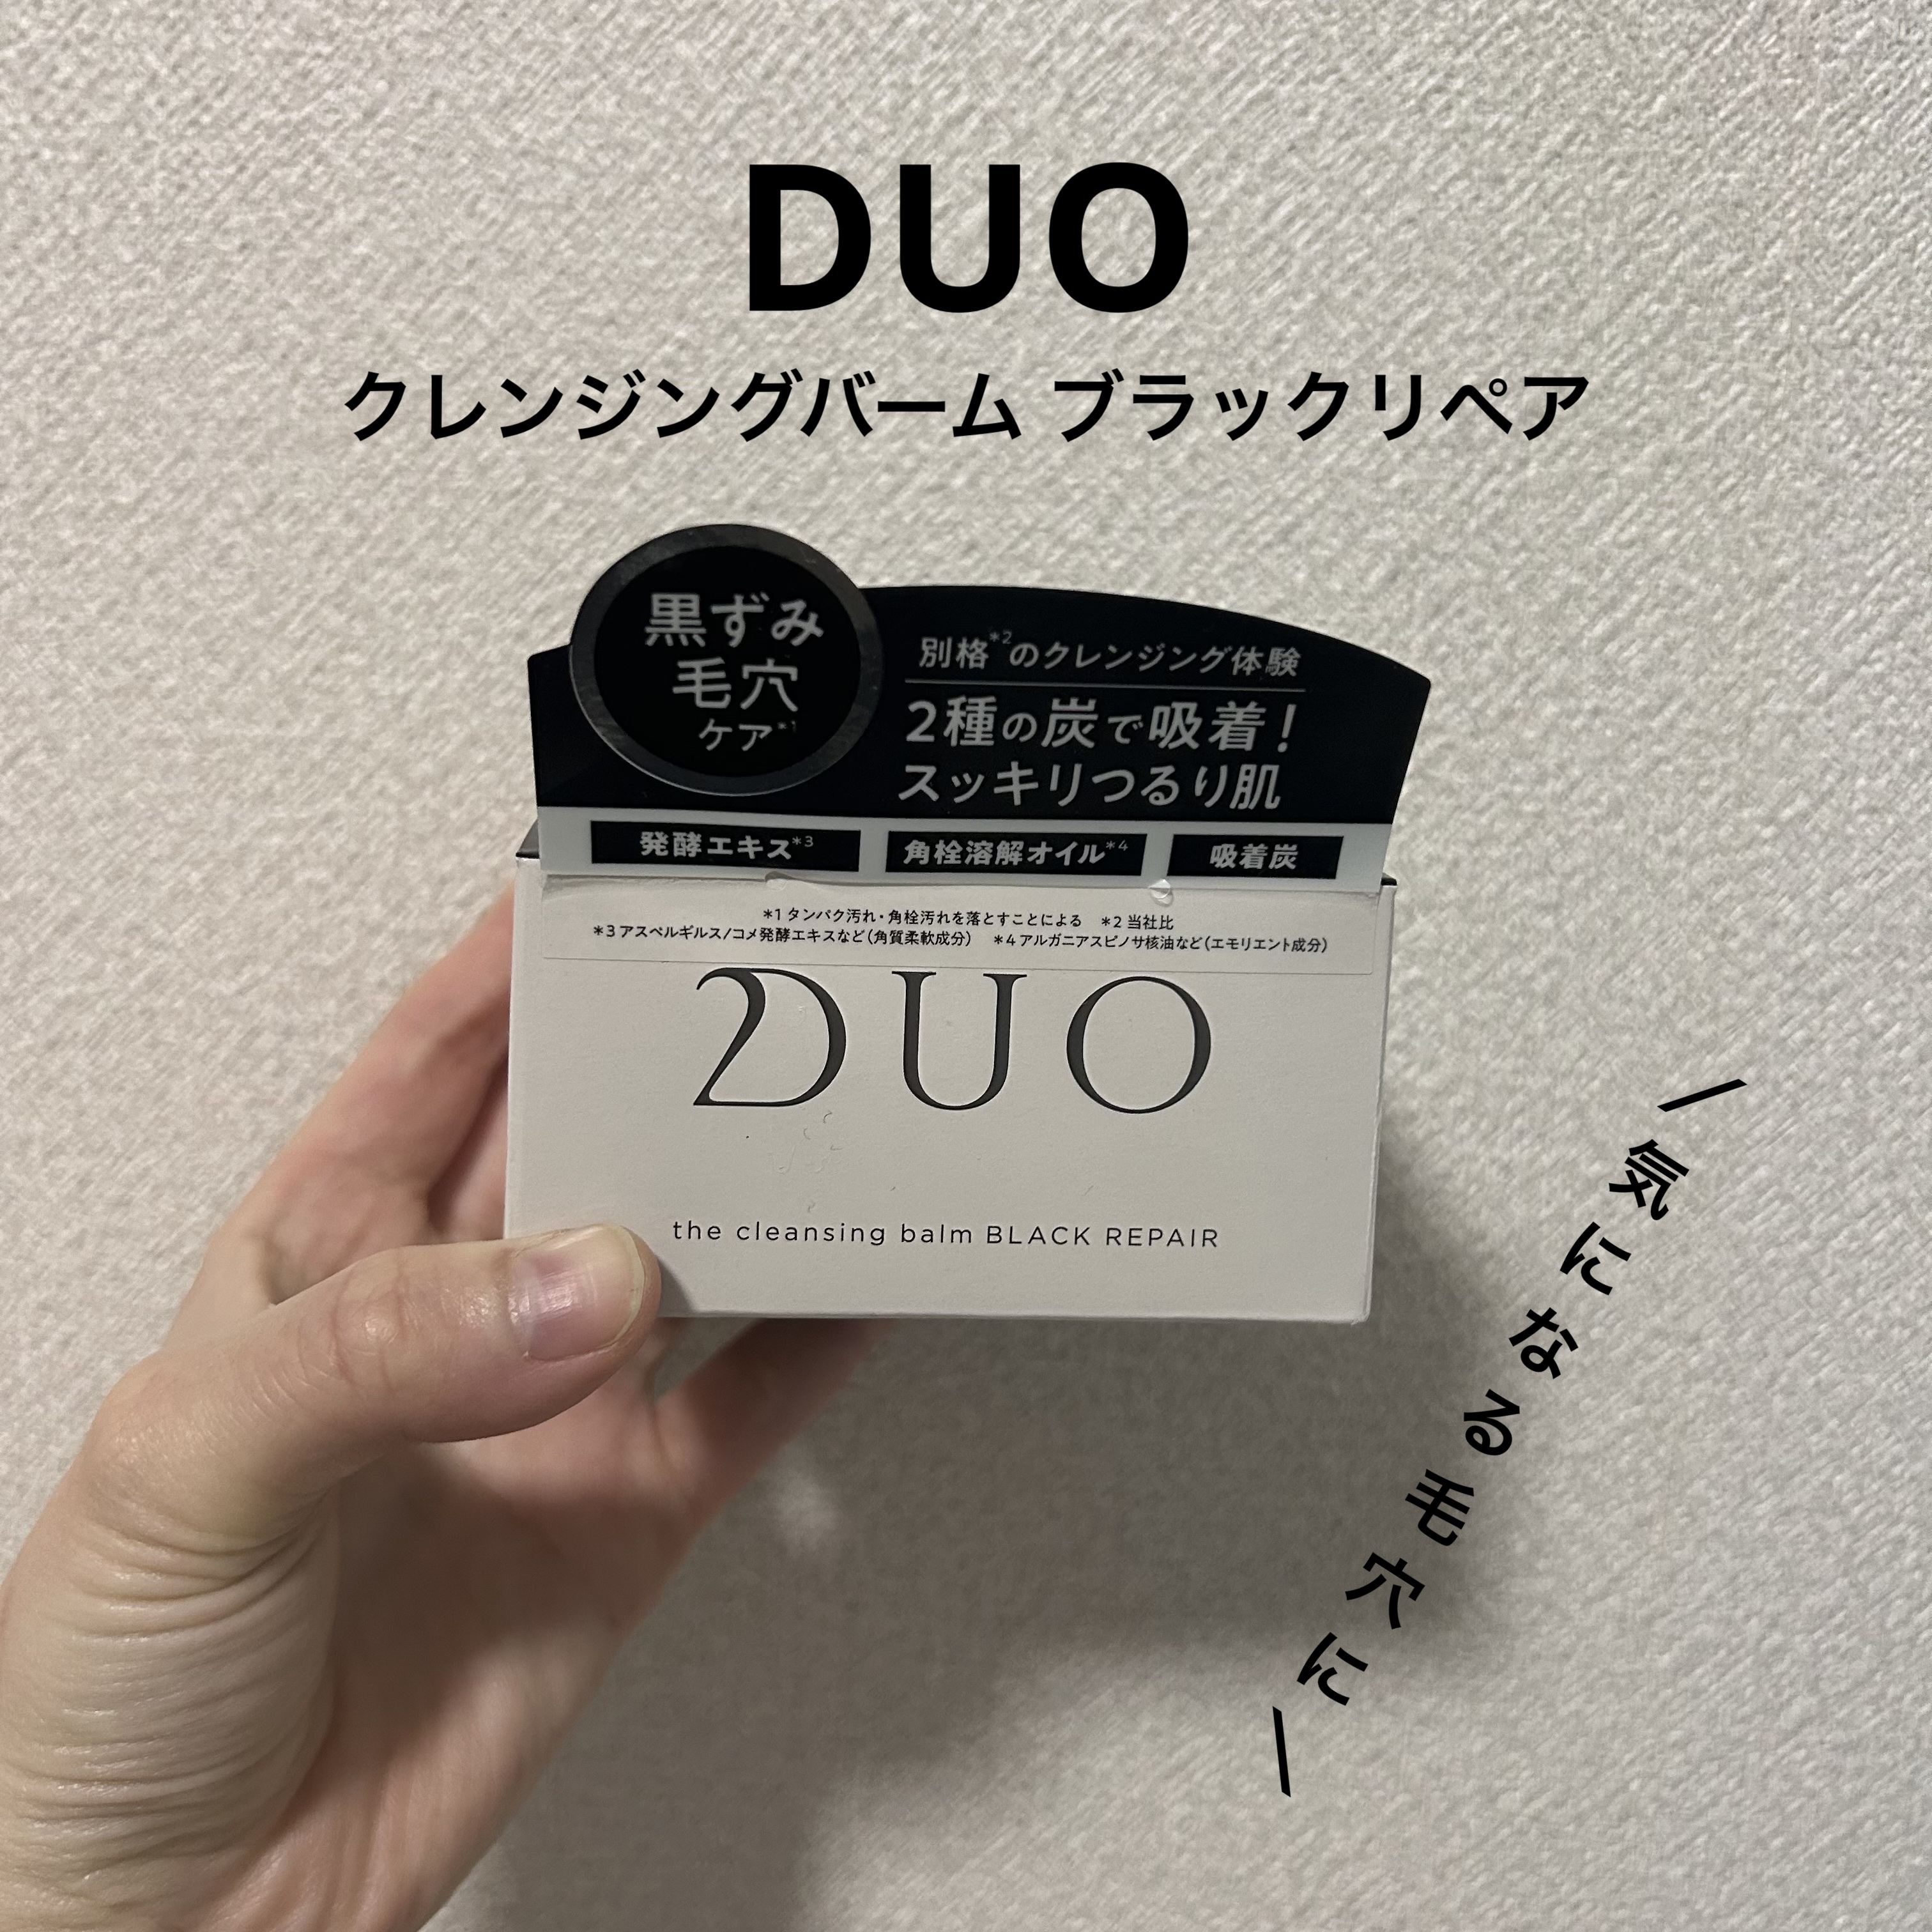 DUO
クレンジングバーム ブラックリペア
黒ずみ
毛穴
ケア*1
別格*2のクレンジング体験
2種の炭で吸着!
スッキリつるり肌
発酵エキス*3
角栓溶解オイル*4
吸着炭
*1 タンパク汚れ・角栓汚れを落とすことによる *2 当社比
*3 アスペルギルス/コメ発酵エキスなど(角質柔軟成分) *4 アルガニアスピノサ核油など(エモリエント成分)
DUO
the cleansing balm BLACK REPAIR
\気になる毛穴に/